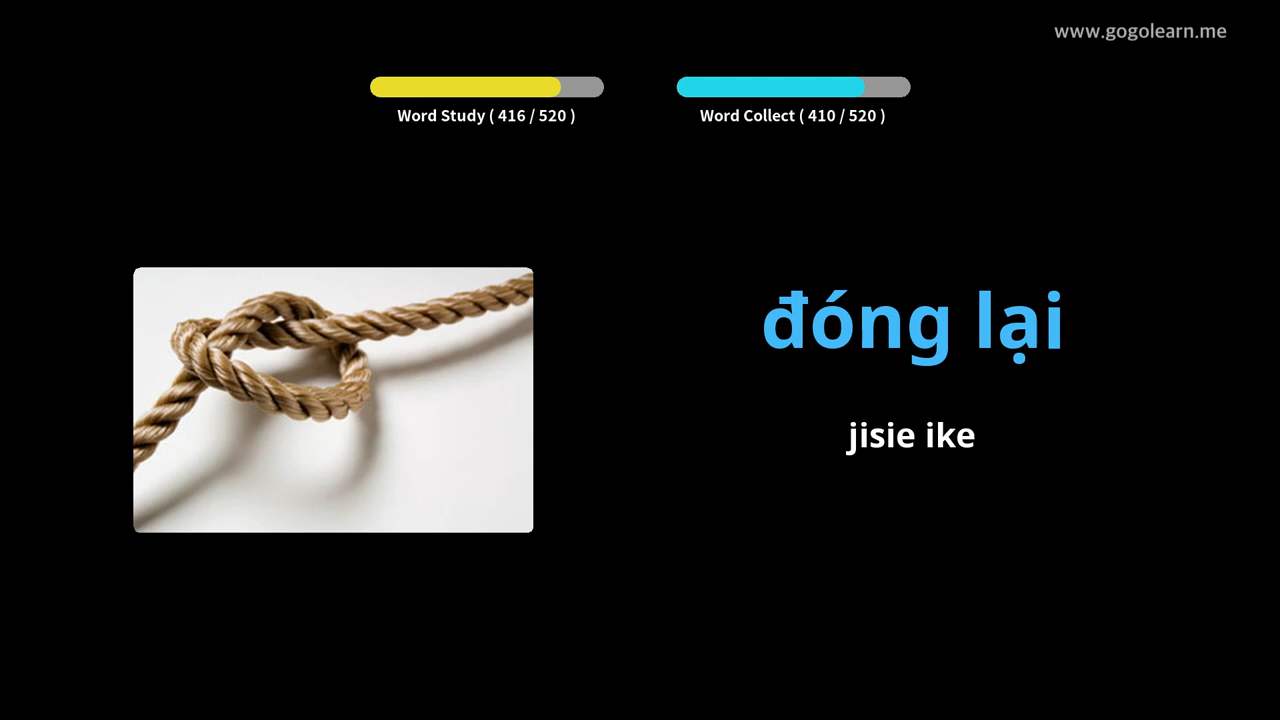 www.gogolearn.me
Word Study ( 416 / 520 )
Word Collect ( 410 / 520 )
đóng lại
jisie ike